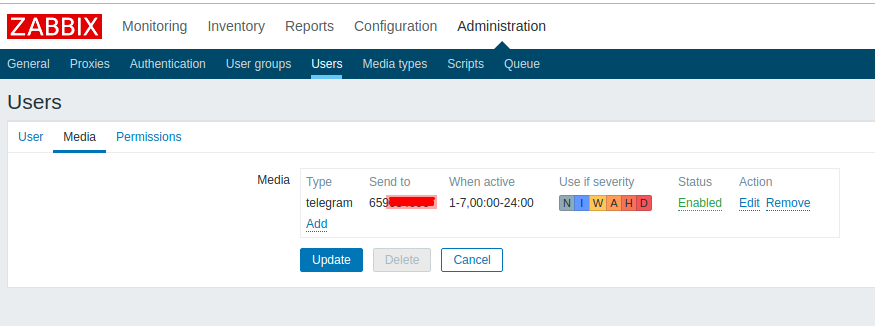 ZABBIX Monitoring Inventory Reports Configuration Administration
General Proxies Authentication User groups Users Media types Scripts Queue
Users
User Media Permissions
Media Type Send to When active Use if severity Status Action
telegram 1-7,00:00-24:00 N I W A H D Enabled Edit Remove
Add
Update Delete Cancel